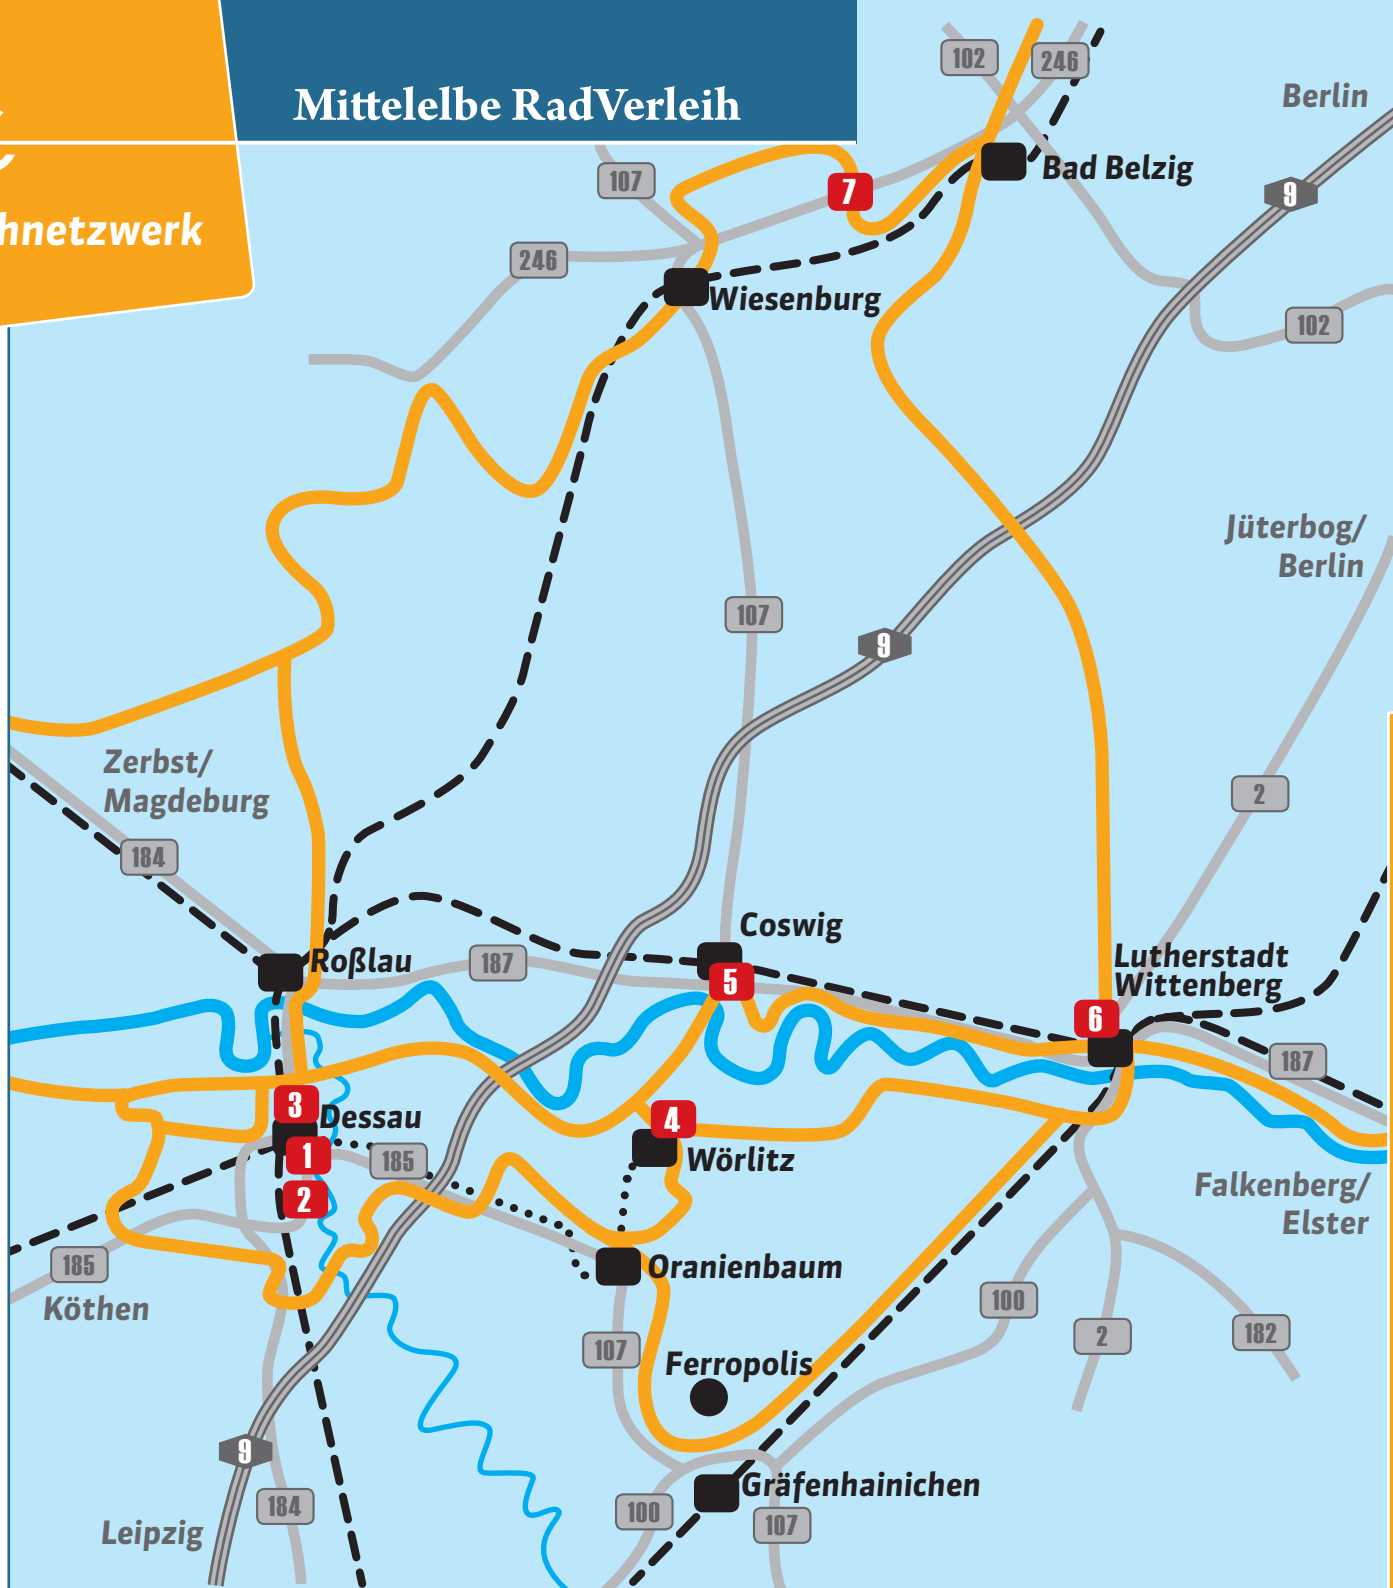 Mittelelbe RadVerleih
hnetzwerk
102
246
Berlin
107
7
Bad Belzig
9
246
Wiesenburg
102
Jüterbog/
Berlin
107
9
Zerbst/
Magdeburg
184
2
Coswig
Roßlau
187
5
Lutherstadt
Wittenberg
6
187
3
Dessau
4
1
185
Wörlitz
2
Falkenberg/
Elster
185
Oranienbaum
Köthen
100
107
2
182
Ferropolis
9
Gräfenhainichen
184
100
107
Leipzig